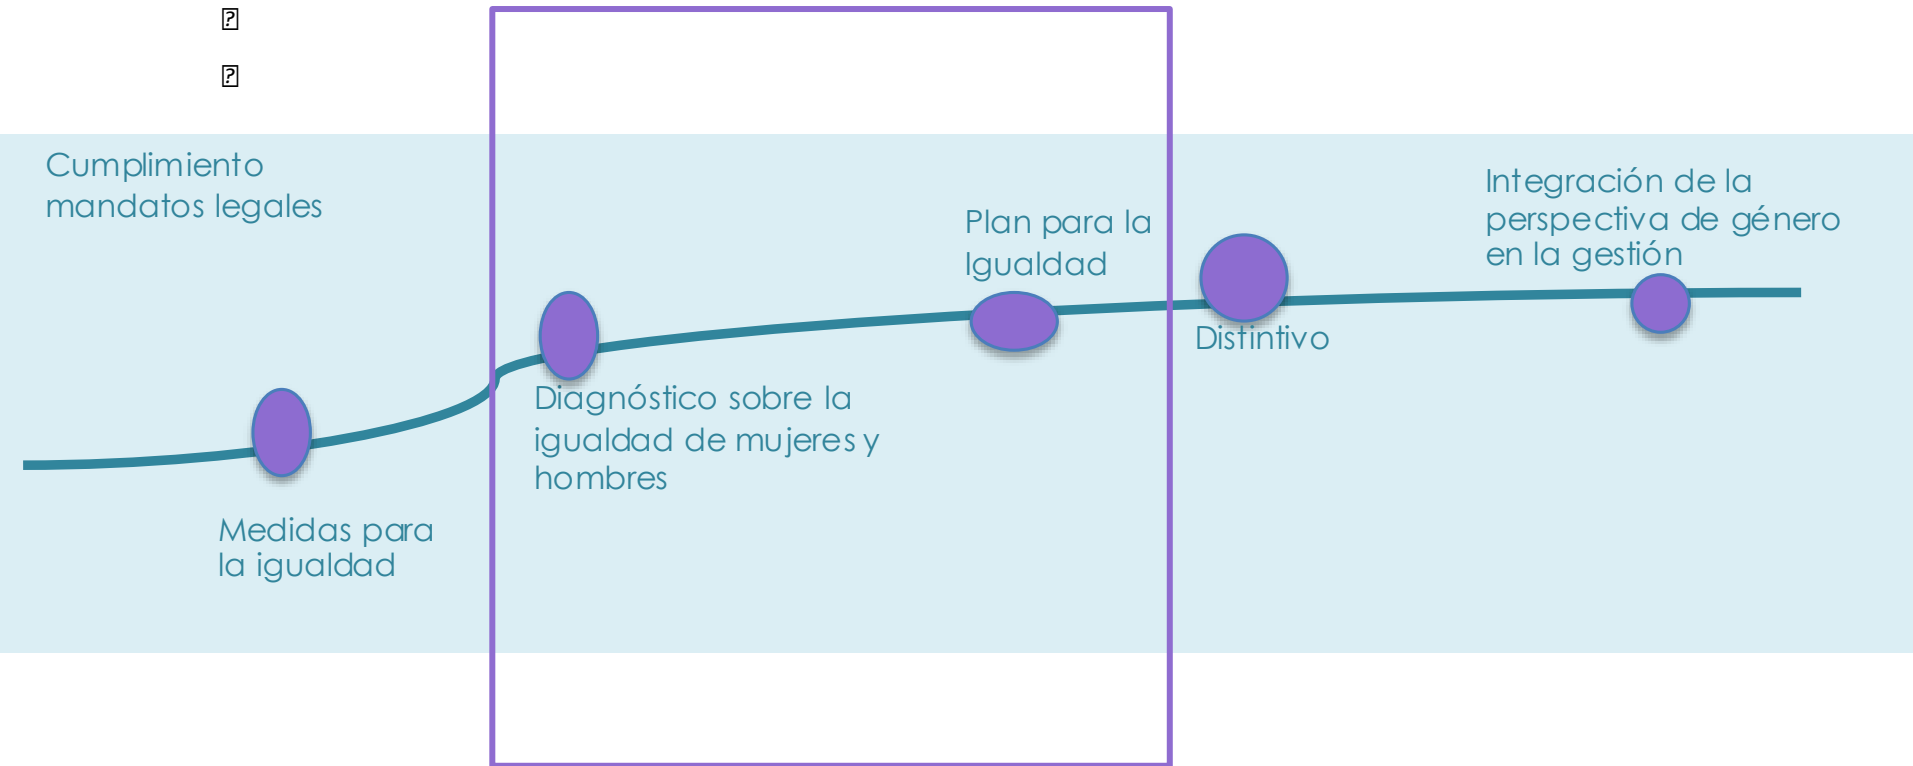 Cumplimiento
mandatos legales
Medidas para
la igualdad
Diagnóstico sobre la
igualdad de mujeres y
hombres
Plan para la
Igualdad
Distintivo
Integración de la
perspectiva de género
en la gestión